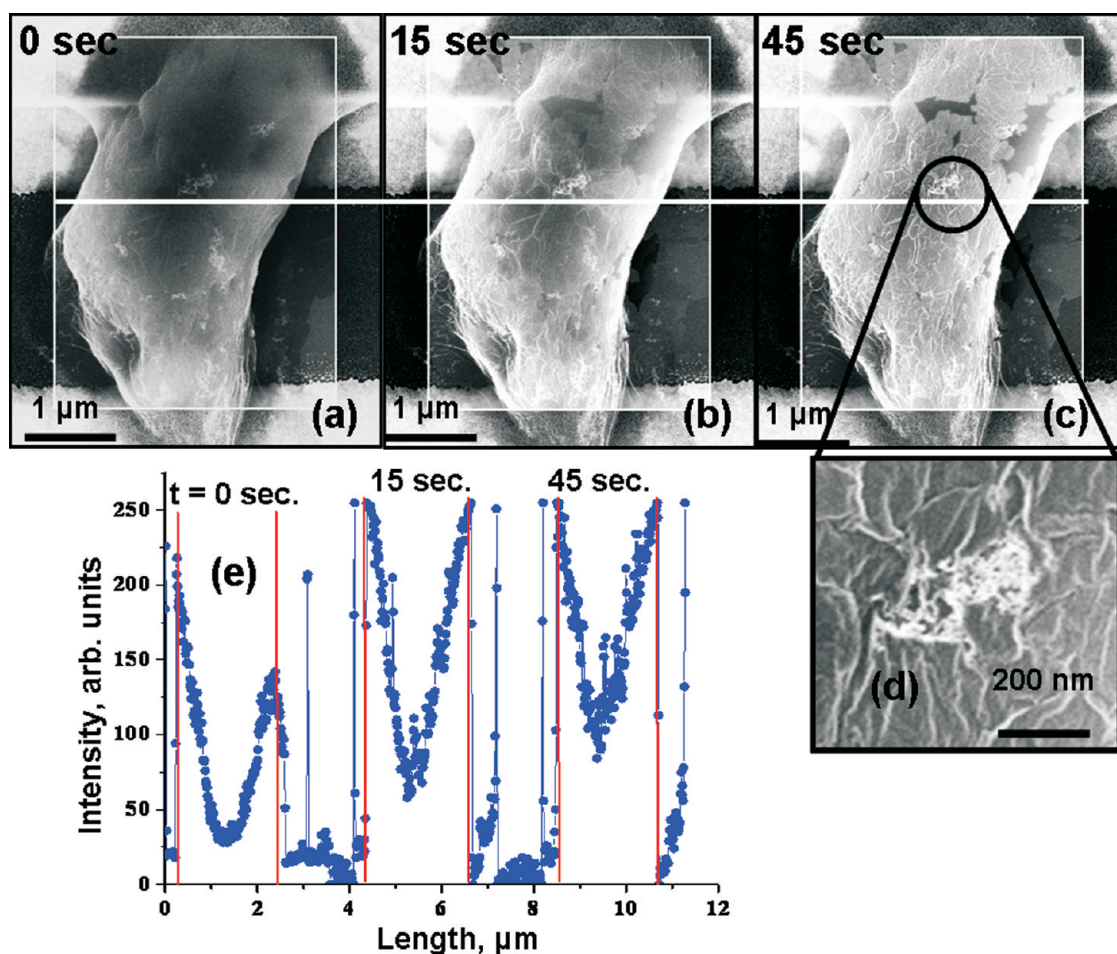 0 sec
15 sec
45 sec
1 µm
(a)
1 µm
(b)
1 µm
(c)
t = 0 sec.
15 sec.
45 sec.
(e)
Intensity, arb. units
250
200
150
100
50
0
0
2
4
6
8
10
12
Length, µm
(d)
200 nm